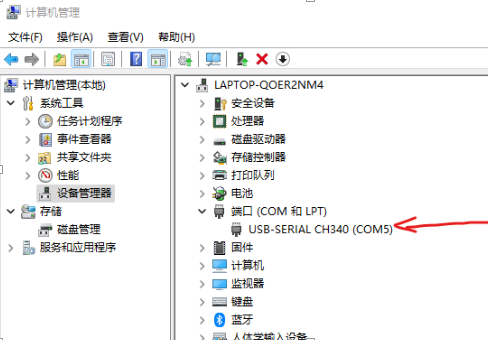 计算机管理
文件(F) 操作(A) 查看(V) 帮助(H)
计算机管理(本地)
系统工具
任务计划程序
事件查看器
共享文件夹
性能
设备管理器
存储
磁盘管理
服务和应用程序
LAPTOP-QOER2NM4
安全设备
处理器
磁盘驱动器
存储控制器
打印队列
电池
端口 (COM 和 LPT)
USB-SERIAL CH340 (COM5)
固件
计算机
监视器
键盘
蓝牙
人体学输入设备